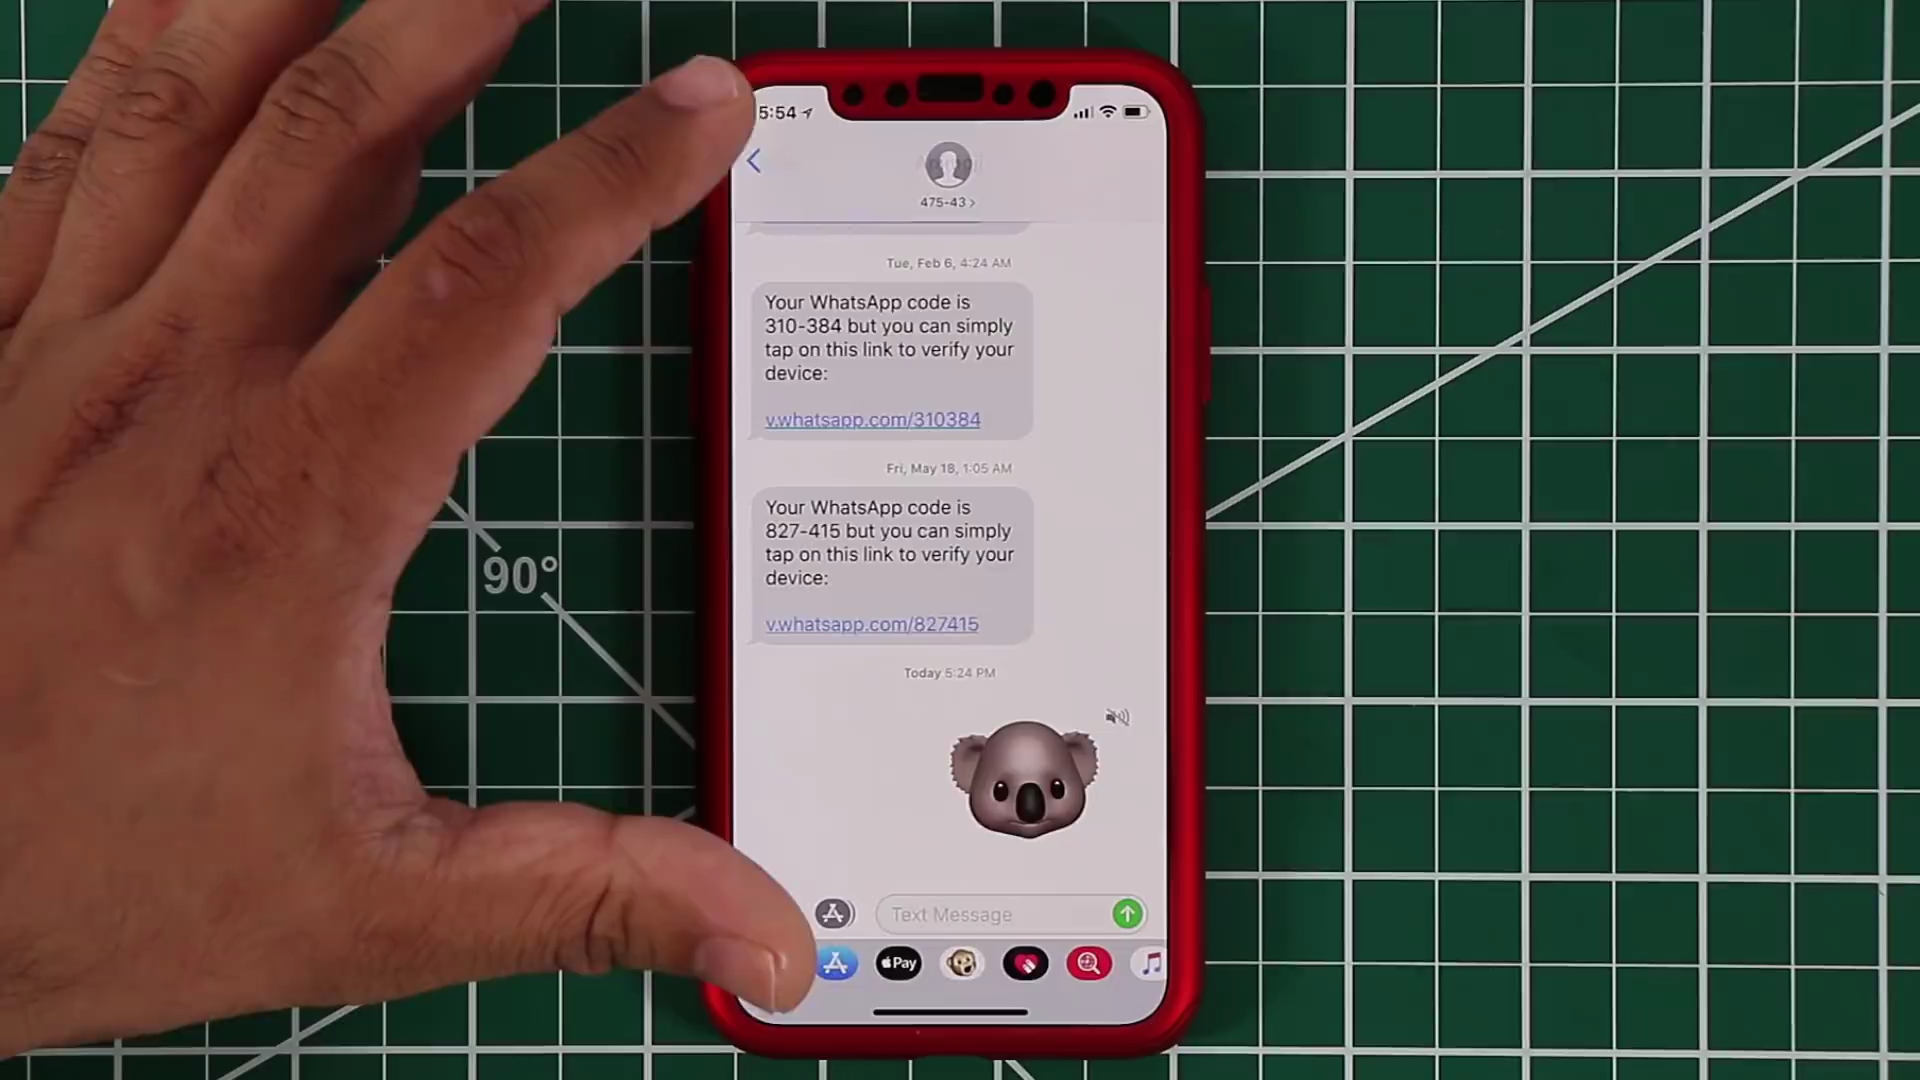 5:54
475-43 >
Tue, Feb 6, 4:24 AM
Your WhatsApp code is
310-384 but you can simply
tap on this link to verify your
device:
v.whatsapp.com/310384
Fri, May 18, 1:05 AM
Your WhatsApp code is
827-415 but you can simply
tap on this link to verify your
device:
v.whatsapp.com/827415
Today 5:24 PM
90°
Text Message
Pay